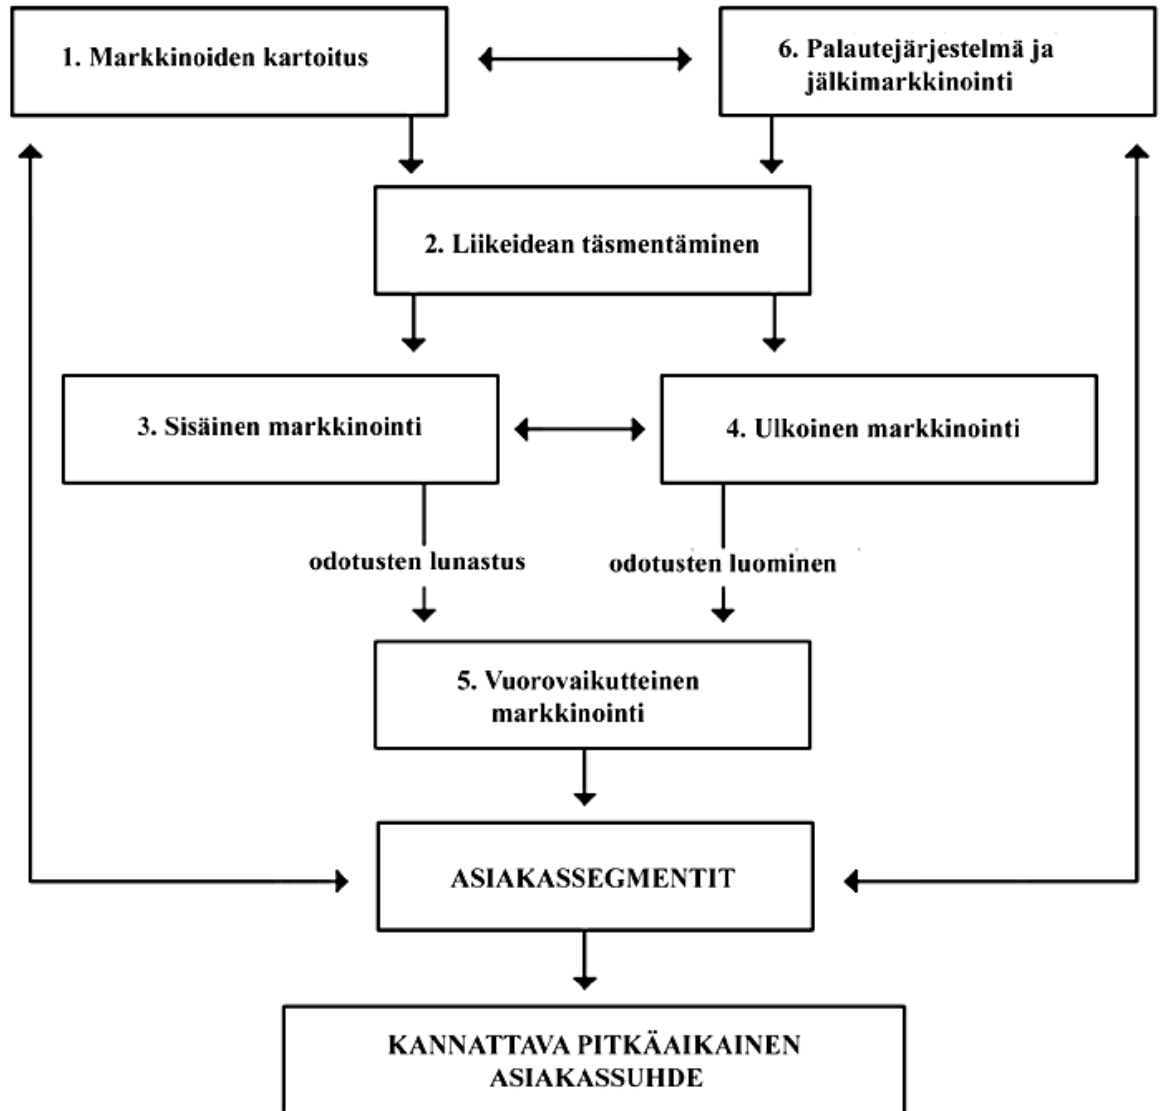 1. Markkinoiden kartoitus
6. Palautejärjestelmä ja
jälkimarkkinointi
2. Liikeidean täsmentäminen
3. Sisäinen markkinointi
4. Ulkoinen markkinointi
odotusten lunastus
odotusten luominen
5. Vuorovaikutteinen
markkinointi
ASIAKASSEGMENTIT
KANNATTAVA PITKÄAIKAINEN
ASIAKASSUHDE